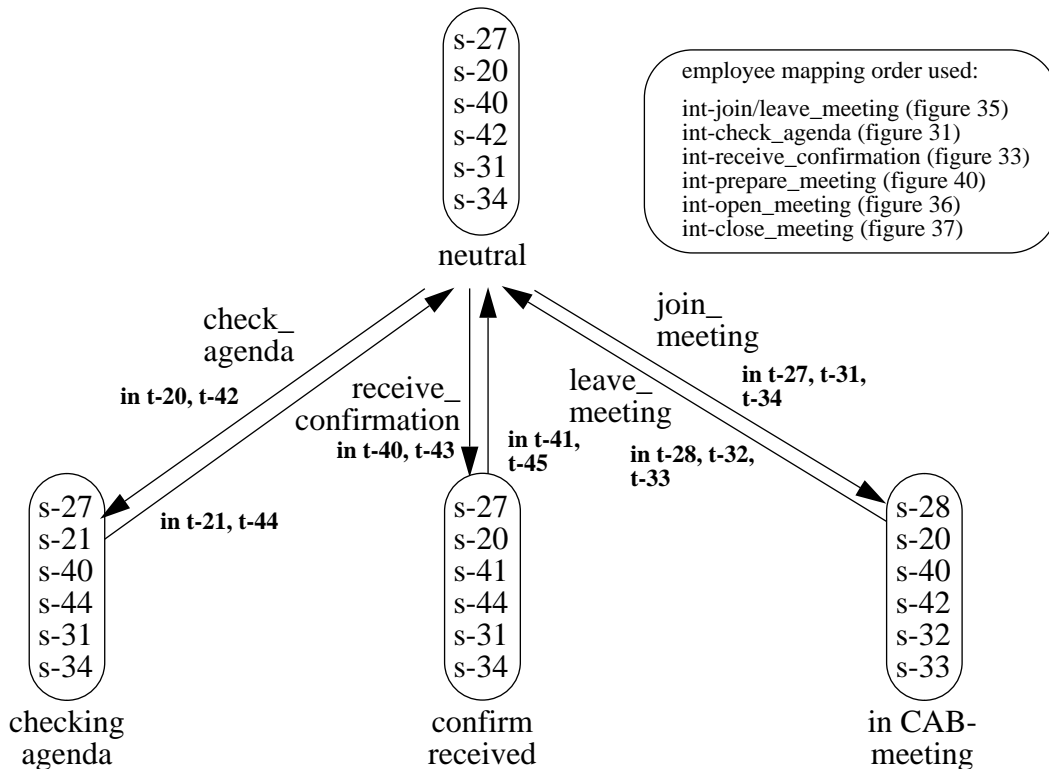 s-27
s-20
s-40
s-42
s-31
s-34
neutral
employee mapping order used:
int-join/leave_meeting (figure 35)
int-check_agenda (figure 31)
int-receive_confirmation (figure 33)
int-prepare_meeting (figure 40)
int-open_meeting (figure 36)
int-close_meeting (figure 37)
check_
agenda
in t-20, t-42
in t-21, t-44
receive_
confirmation
in t-40, t-43
in t-41,
t-45
leave_
meeting
in t-28, t-32,
t-33
join_
meeting
in t-27, t-31,
t-34
s-27
s-21
s-40
s-44
s-31
s-34
checking
agenda
s-27
s-20
s-41
s-44
s-31
s-34
confirm
received
s-28
s-20
s-40
s-42
s-32
s-33
in CAB-
meeting